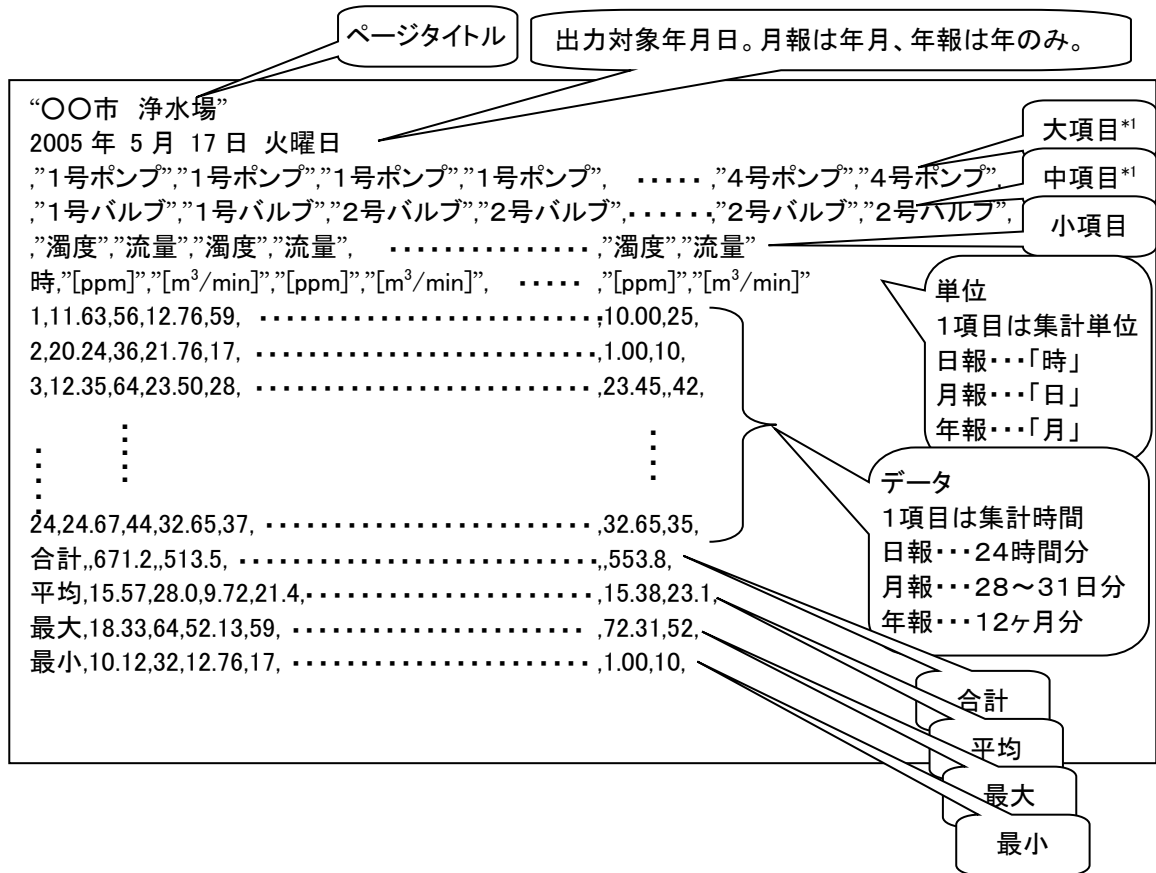 ページタイトル
出力対象年月日。月報は年月、年報は年のみ。
“〇〇市　浄水場”
2005 年 5 月 17 日 火曜日
,”１号ポンプ”,”１号ポンプ”,”１号ポンプ”,”１号ポンプ”, ・・・・・ ,”４号ポンプ”,”４号ポンプ”,
,”１号バルブ”,”１号バルブ”,”２号バルブ”,”２号バルブ”,・・・・・・,”２号バルブ”,”２号バルブ”,
,”濁度”,”流量”,”濁度”,”流量”, ・・・・・・・・・・・・・・・ ,”濁度”,”流量”
時,”[ppm]”,”[m³/min]”,”[ppm]”,”[m³/min]”, ・・・・・ ,”[ppm]”,”[m³/min]”
1,11.63,56,12.76,59, ・・・・・・・・・・・・・・・・・・・・・・・・・,10.00,25,
2,20.24,36,21.76,17, ・・・・・・・・・・・・・・・・・・・・・・・・・,1.00,10,
3,12.35,64,23.50,28, ・・・・・・・・・・・・・・・・・・・・・・・・ ,23.45,,42,
24,24.67,44,32.65,37, ・・・・・・・・・・・・・・・・・・・・・・・ ,32.65,35,
合計,,671.2,,513.5, ・・・・・・・・・・・・・・・・・・・・・・・・・,,553.8,
平均,15.57,28.0,9.72,21.4,・・・・・・・・・・・・・・・・・・・・ ,15.38,23.1,
最大,18.33,64,52.13,59, ・・・・・・・・・・・・・・・・・・・・・ ,72.31,52,
最小,10.12,32,12.76,17, ・・・・・・・・・・・・・・・・・・・・・ ,1.00,10,
大項目*1
中項目*1
小項目
単位
１項目は集計単位
日報・・・「時」
月報・・・「日」
年報・・・「月」
データ
１項目は集計時間
日報・・・２４時間分
月報・・・２８～３１日分
年報・・・１２ヶ月分
合計
平均
最大
最小